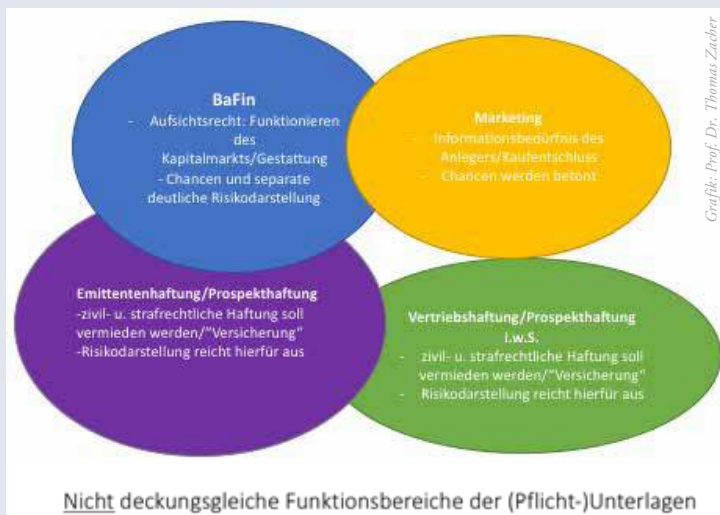 BaFin
- Aufsichtsrecht: Funktionieren
des
Kapitalmarkts/Gestattung
- Chancen und separate
deutliche Risikodarstellung
Marketing
- Informationsbedürfnis des
Anlegers/Kaufentschluss
- Chancen werden betont
Emittentenhaftung/Prospekthaftung
-zivil- u. strafrechtliche Haftung soll
vermieden werden/"Versicherung"
-Risikodarstellung reicht hierfür aus
Vertriebshaftung/Prospekthaftung
i.w.S.
- zivil- u. strafrechtliche Haftung soll
vermieden werden/"Versicherung"
- Risikodarstellung reicht hierfür aus
Nicht deckungsgleiche Funktionsbereiche der (Pflicht-)Unterlagen
Grafik: Prof. Dr. Thomas Zacher